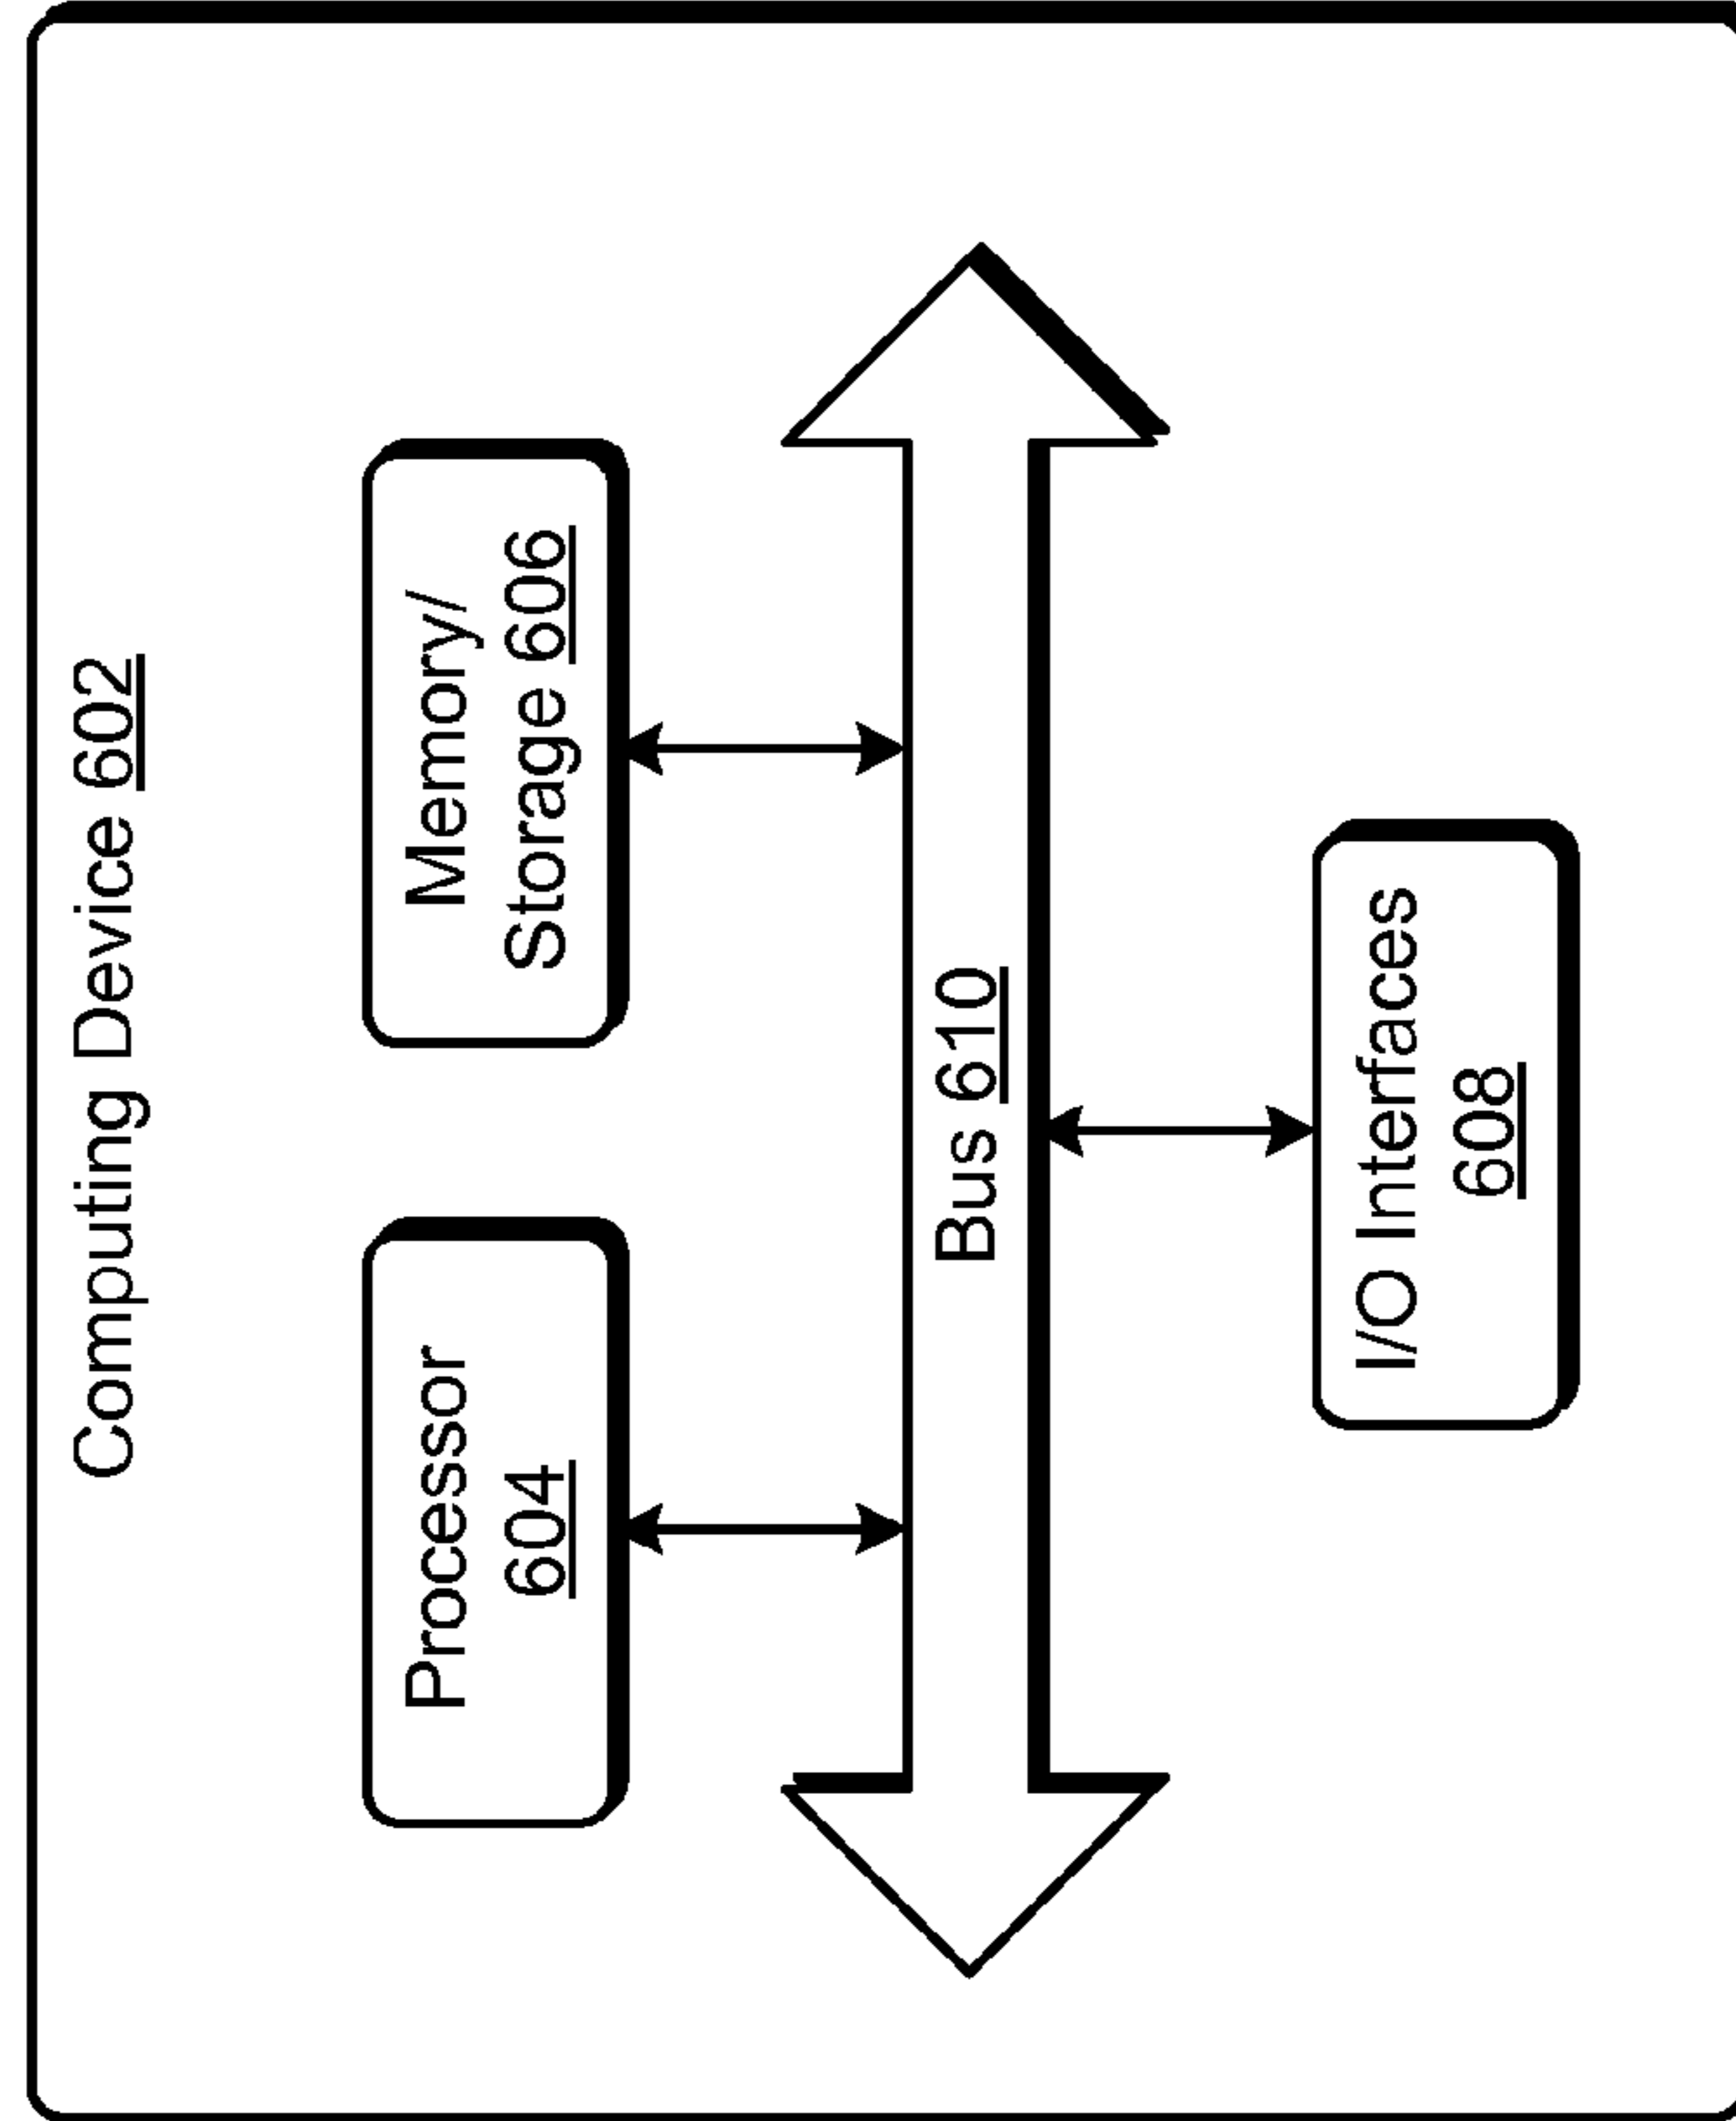 Computing Device 602
Processor
604
Memory/
Storage 606
Bus 610
I/O Interfaces
608